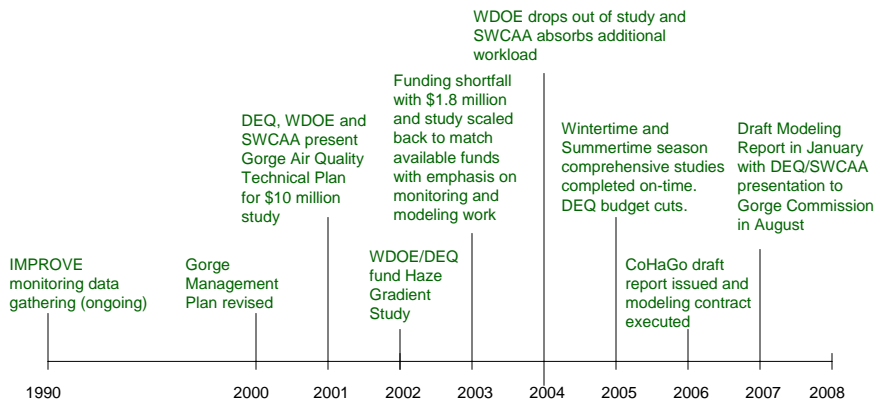 WDOE drops out of study and
SWCAA absorbs additional
workload
Funding shortfall
with $1.8 million
and study scaled
back to match
available funds
with emphasis on
monitoring and
modeling work
DEQ, WDOE and
SWCAA present
Gorge Air Quality
Technical Plan
for $10 million
study
Wintertime and
Summertime season
comprehensive studies
completed on-time.
DEQ budget cuts.
Draft Modeling
Report in January
with DEQ/SWCAA
presentation to
Gorge Commission
in August
IMPROVE
monitoring data
gathering (ongoing)
Gorge
Management
Plan revised
WDOE/DEQ
fund Haze
Gradient
Study
CoHaGo draft
report issued and
modeling contract
executed
1990 2000 2001 2002 2003 2004 2005 2006 2007 2008